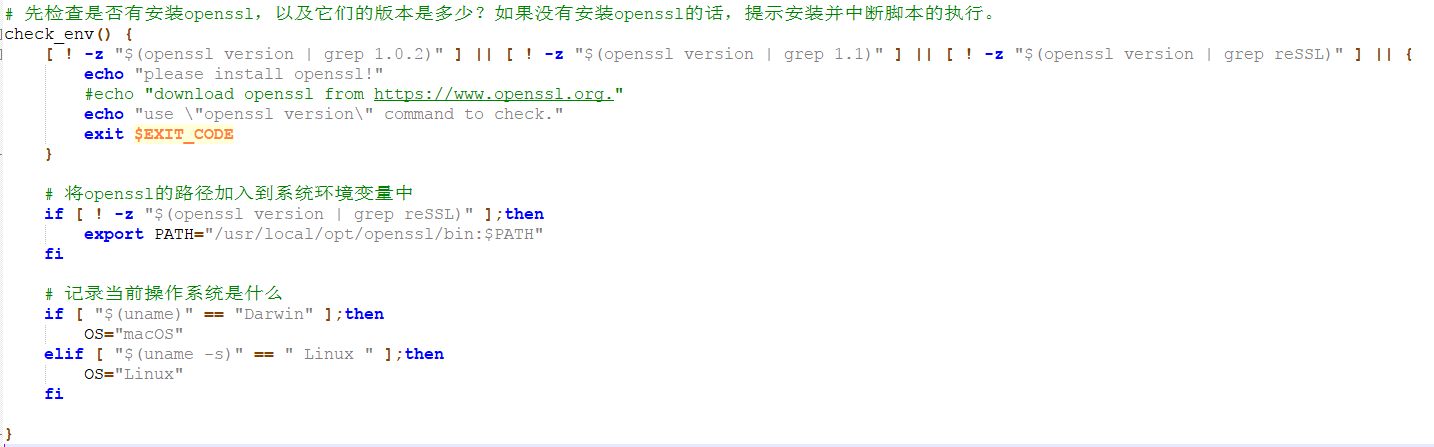 # 先检查是否有安装openssl，以及它们的版本是多少？如果没有安装openssl的话，提示安装并中断脚本的执行。
check_env() {
    [ ! -z "$(openssl version | grep 1.0.2)" ] || [ ! -z "$(openssl version | grep 1.1)" ] || [ ! -z "$(openssl version | grep reSSL)" ] || {
        echo "please install openssl!"
        #echo "download openssl from https://www.openssl.org."
        echo "use \"openssl version\" command to check."
        exit $EXIT_CODE
    }

    # 将openssl的路径加入到系统环境变量中
    if [ ! -z "$(openssl version | grep reSSL)" ];then
        export PATH="/usr/local/opt/openssl/bin:$PATH"
    fi

    # 记录当前操作系统是什么
    if [ "$(uname)" == "Darwin" ];then
        OS="macOS"
    elif [ "$(uname -s)" == " Linux " ];then
        OS="Linux"
    fi

}